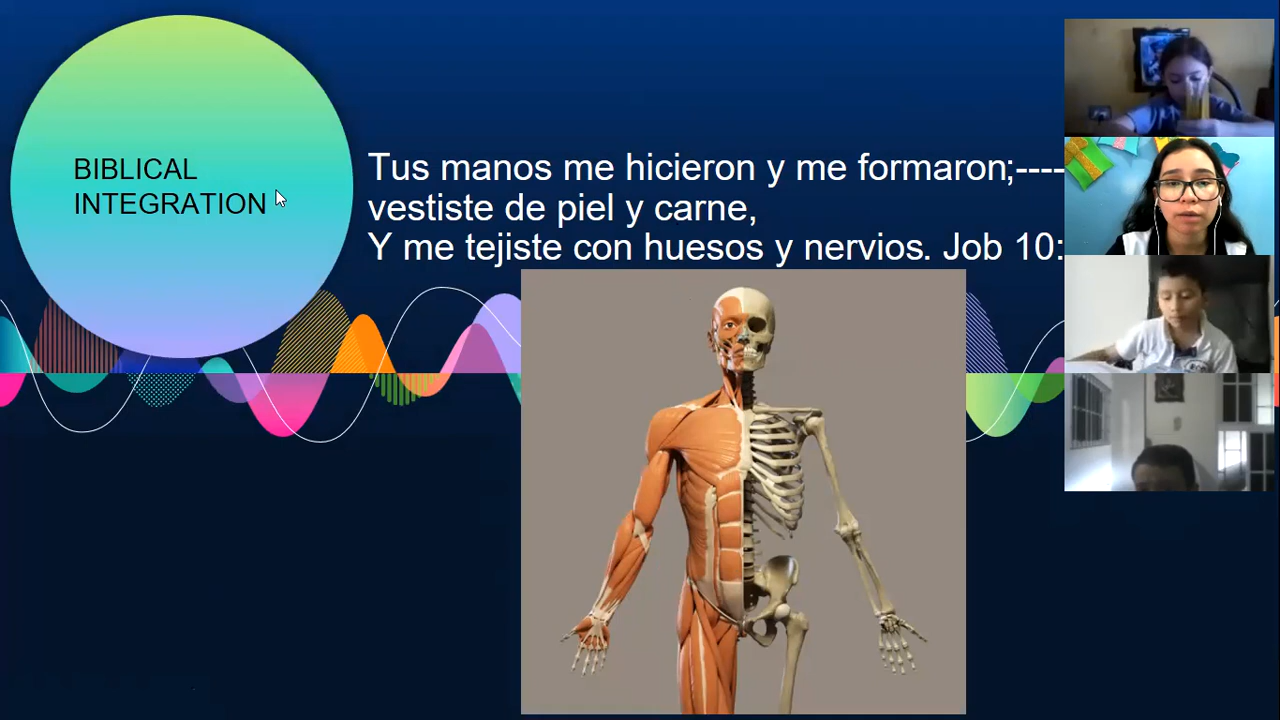 BIBLICAL
INTEGRATION
Tus manos me hicieron y me formaron;----
vestiste de piel y carne,
Y me tejiste con huesos y nervios. Job 10: